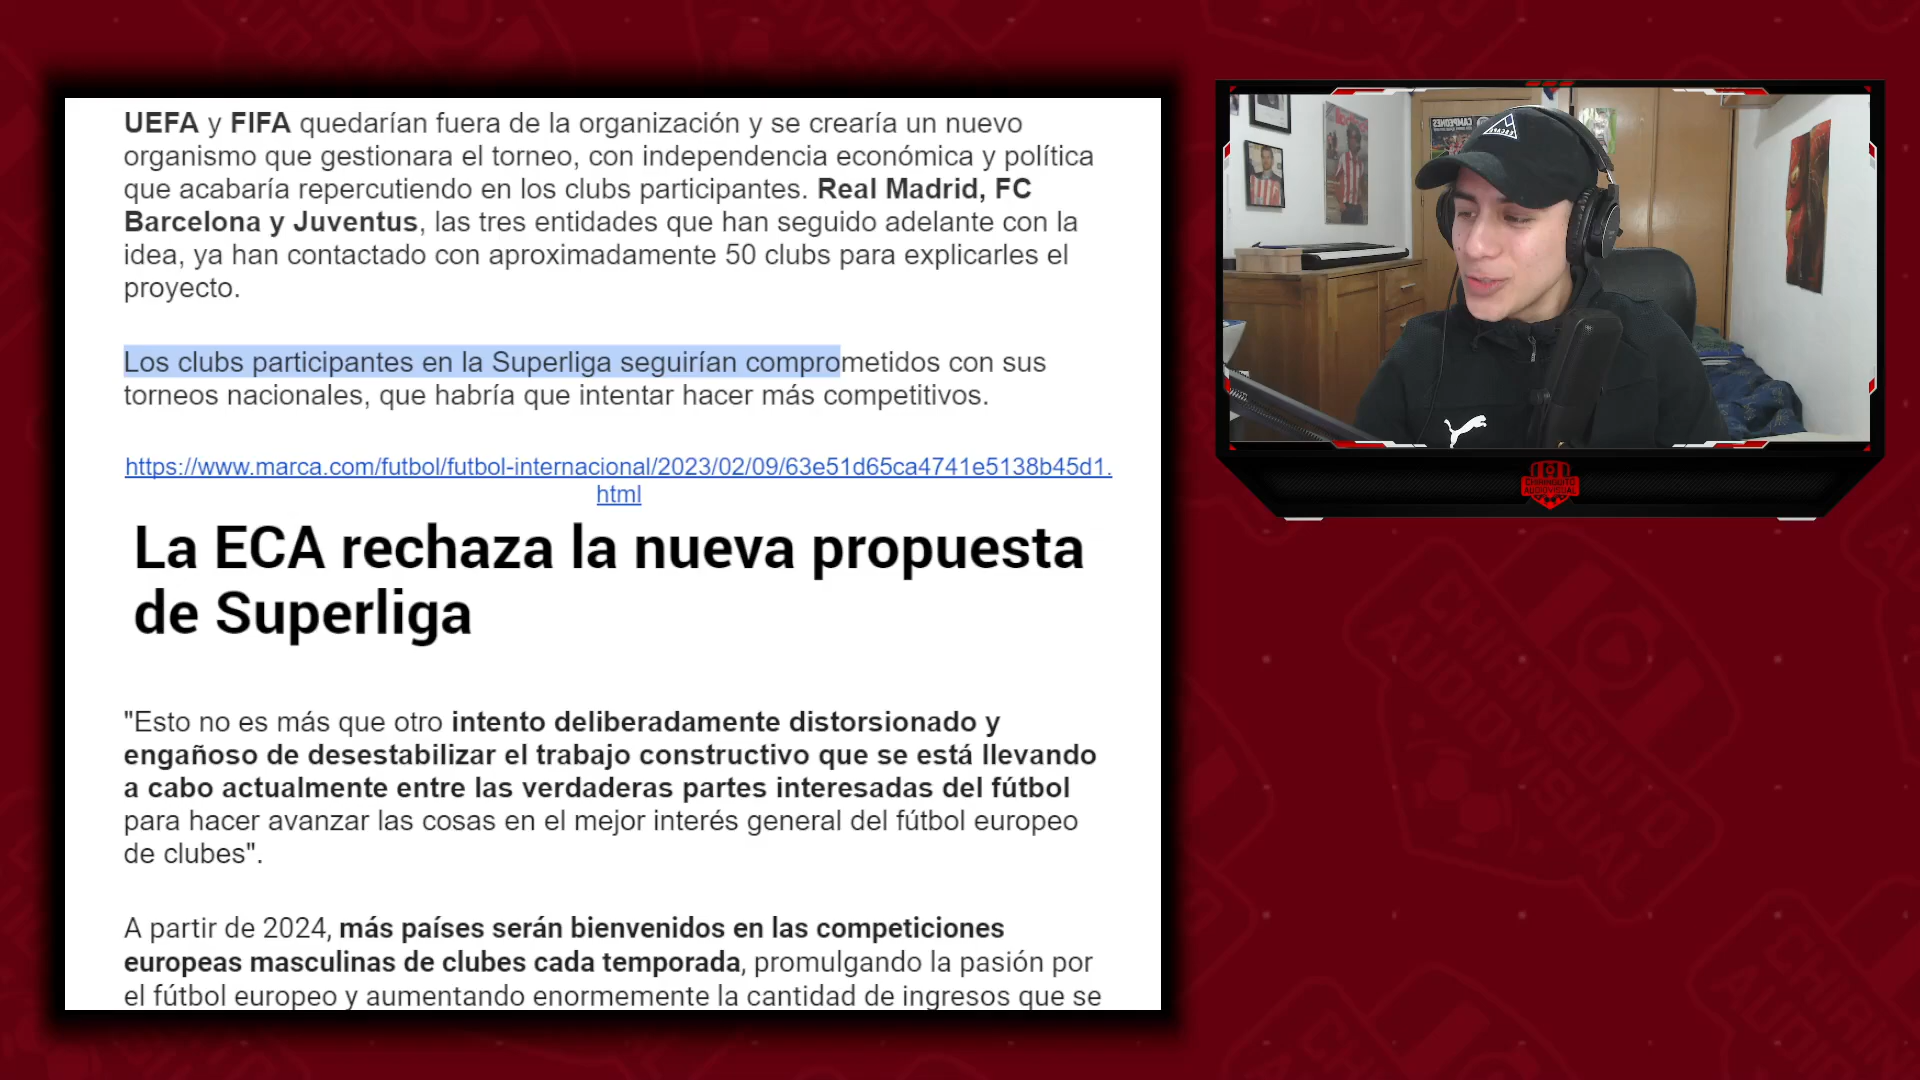 UEFA y FIFA quedarían fuera de la organización y se crearía un nuevo
organismo que gestionara el torneo, con independencia económica y política
que acabaría repercutiendo en los clubs participantes. Real Madrid, FC
Barcelona y Juventus, las tres entidades que han seguido adelante con la
idea, ya han contactado con aproximadamente 50 clubs para explicarles el
proyecto.
Los clubs participantes en la Superliga seguirían comprometidos con sus
torneos nacionales, que habría que intentar hacer más competitivos.
https://www.marca.com/futbol/futbol-internacional/2023/02/09/63e51d65ca4741e5138b45d1.
html
La ECA rechaza la nueva propuesta
de Superliga
"Esto no es más que otro intento deliberadamente distorsionado y
engañoso de desestabilizar el trabajo constructivo que se está llevando
a cabo actualmente entre las verdaderas partes interesadas del fútbol
para hacer avanzar las cosas en el mejor interés general del fútbol europeo
de clubes".
A partir de 2024, más países serán bienvenidos en las competiciones
europeas masculinas de clubes cada temporada, promulgando la pasión por
el fútbol europeo y aumentando enormemente la cantidad de ingresos que se
CAMPEONES
CHIRINGUITO
AUDIOVISUAL
CHIRINGUITO
AUDIOVISUAL